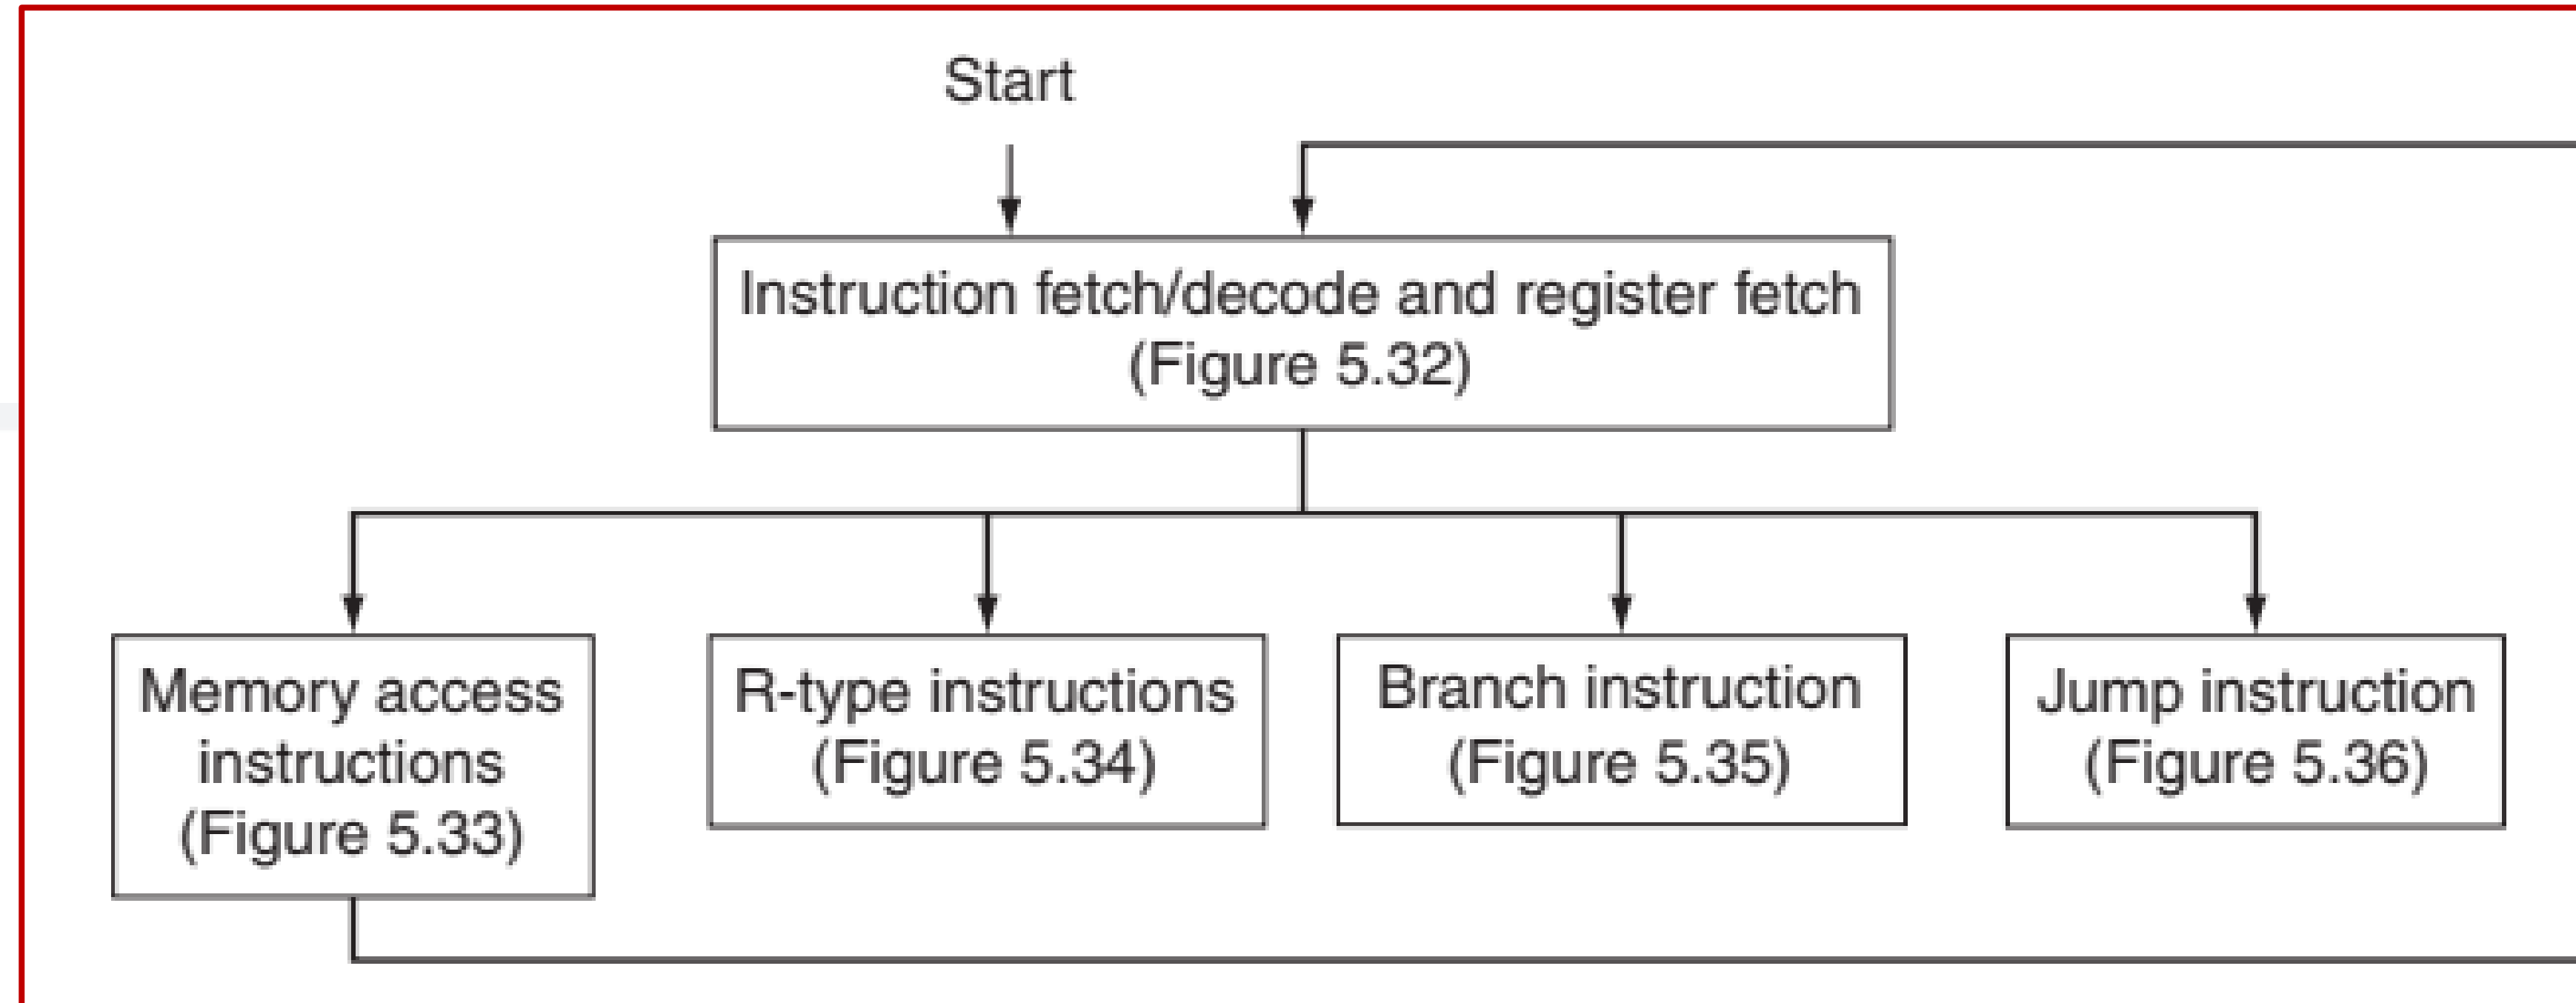 Start
Instruction fetch/decode and register fetch
(Figure 5.32)
Memory access
instructions
(Figure 5.33)
R-type instructions
(Figure 5.34)
Branch instruction
(Figure 5.35)
Jump instruction
(Figure 5.36)